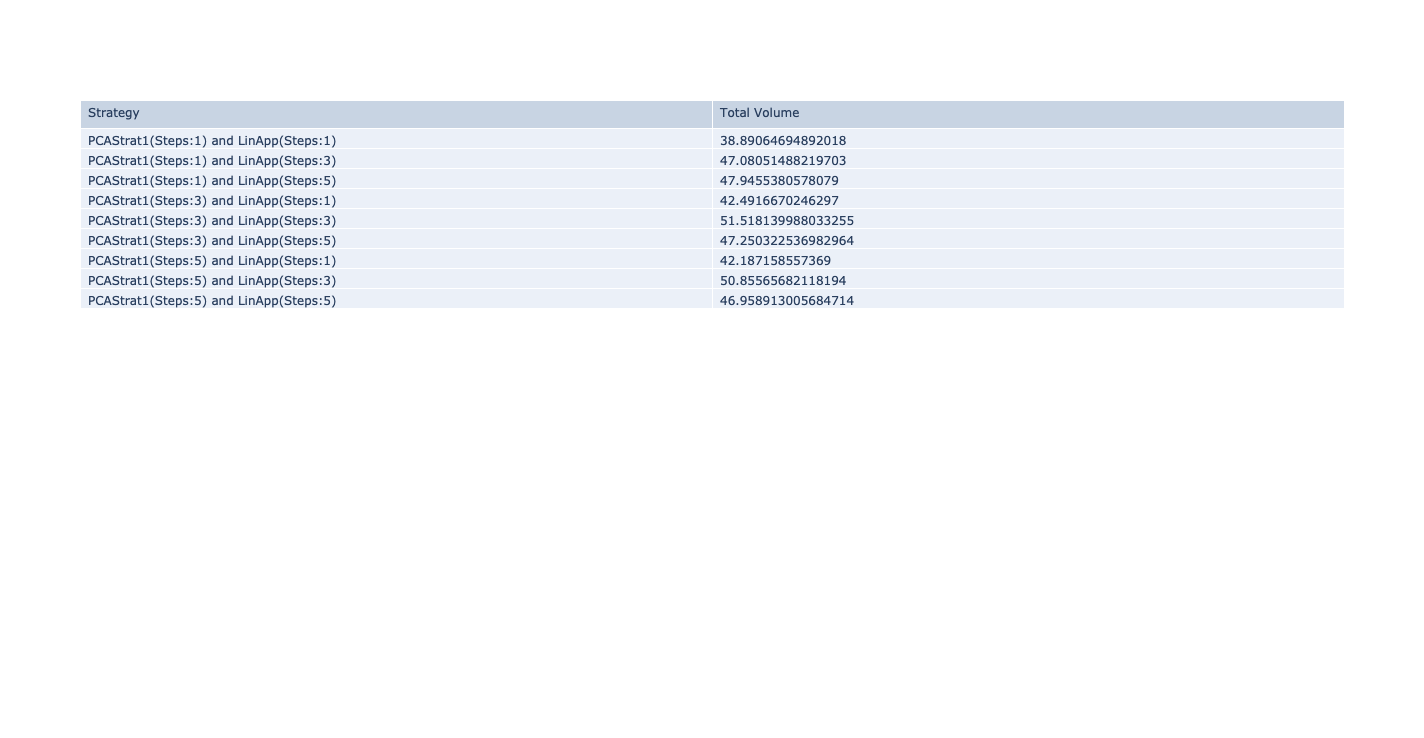 Strategy Total Volume
PCAStrat1(Steps:1) and LinApp(Steps:1) 38.89064694892018
PCAStrat1(Steps:1) and LinApp(Steps:3) 47.08051488219703
PCAStrat1(Steps:1) and LinApp(Steps:5) 47.9455380578079
PCAStrat1(Steps:3) and LinApp(Steps:1) 42.4916670246297
PCAStrat1(Steps:3) and LinApp(Steps:3) 51.518139988033255
PCAStrat1(Steps:3) and LinApp(Steps:5) 47.250322536982964
PCAStrat1(Steps:5) and LinApp(Steps:1) 42.187158557369
PCAStrat1(Steps:5) and LinApp(Steps:3) 50.85565682118194
PCAStrat1(Steps:5) and LinApp(Steps:5) 46.958913005684714